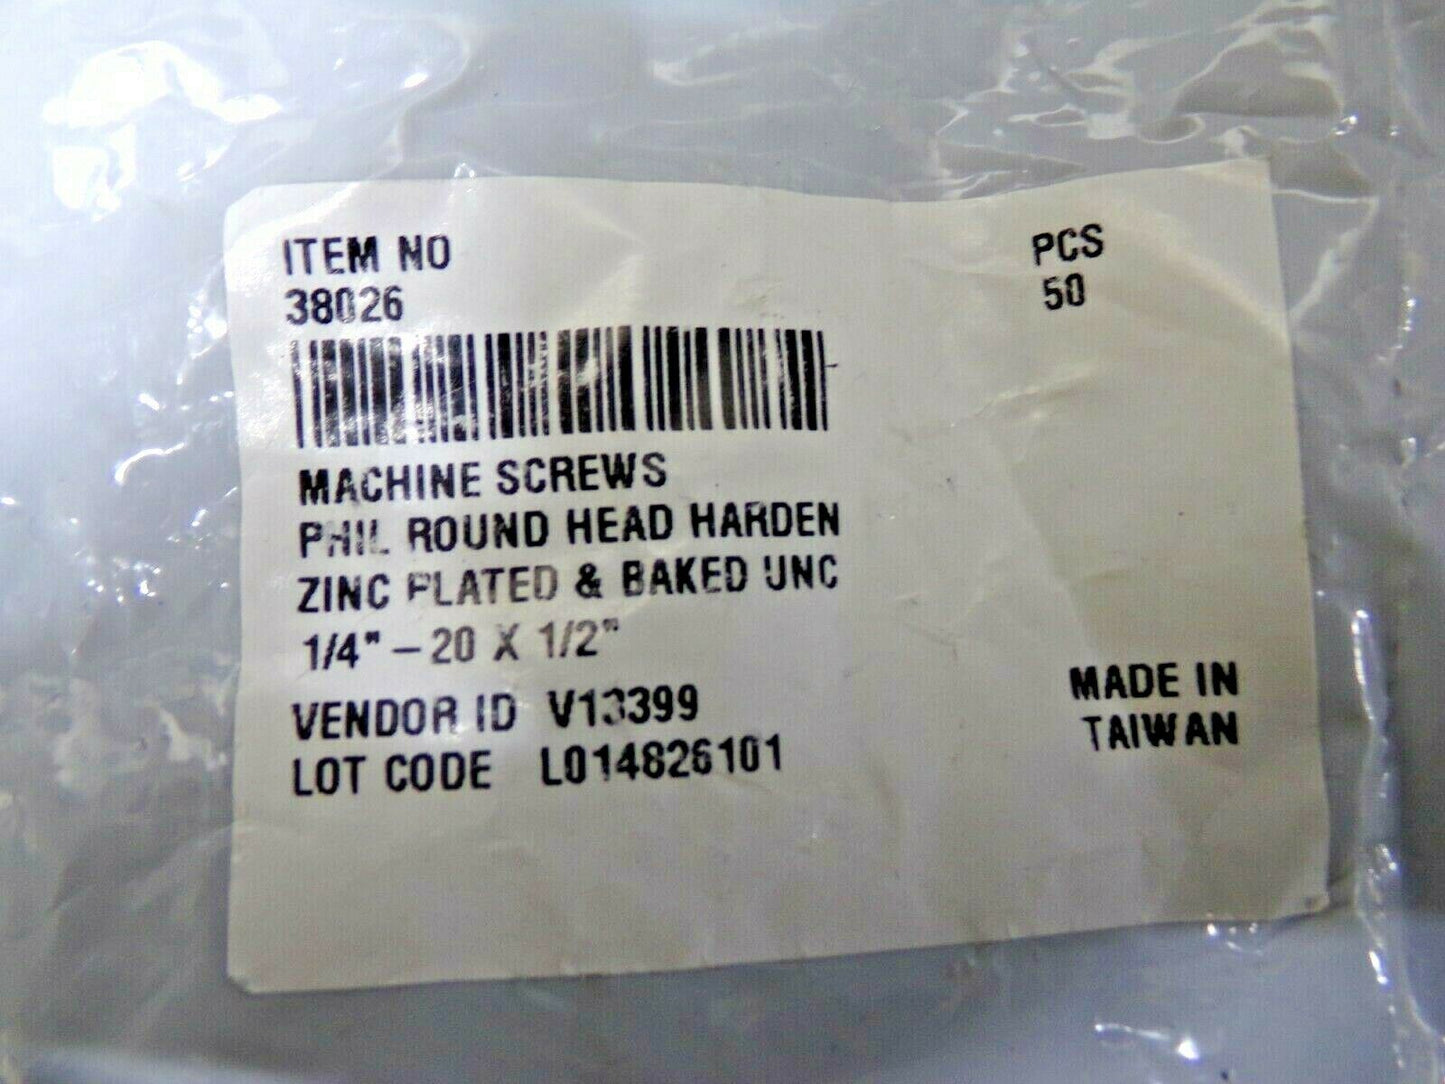 ITEM NO
38026
PCS
50
MACHINE SCREWS
PHIL ROUND HEAD HARDEN
ZINC PLATED & BAKED UNC
1/4" – 20 X 1/2"
VENDOR ID V13399
LOT CODE L014826101
MADE IN
TAIWAN